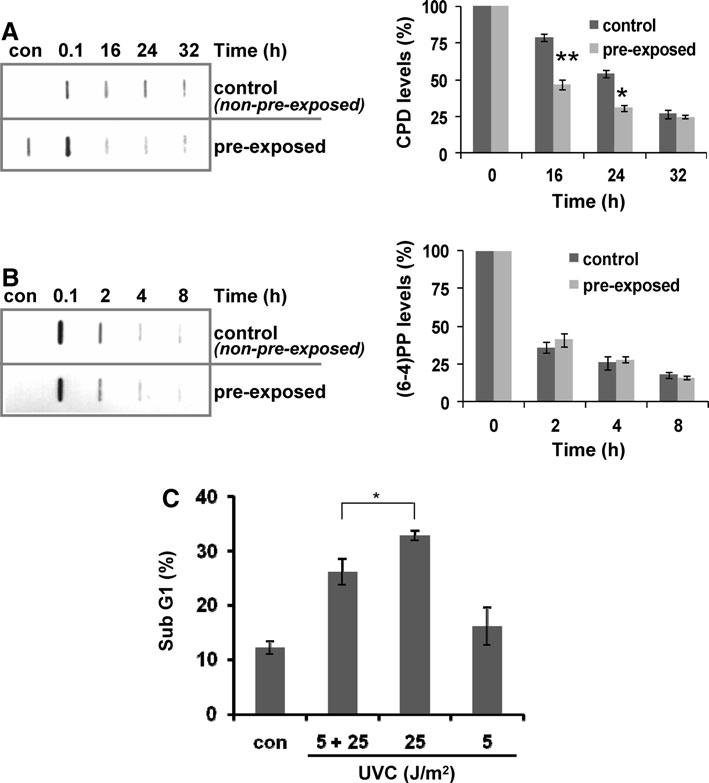 A
con 0.1 16 24 32 Time (h)
control
(non-pre-exposed)
pre-exposed
CPD levels (%)
100
75
50
25
0
control
pre-exposed
**
*
0 16 24 32
Time (h)
B
con 0.1 2 4 8 Time (h)
control
(non-pre-exposed)
pre-exposed
(6-4)PP levels (%)
100
75
50
25
0
control
pre-exposed
0 2 4 8
Time (h)
C
Sub G1 (%)
40
30
20
10
0
*
con 5 + 25 25 5
UVC (J/m²)